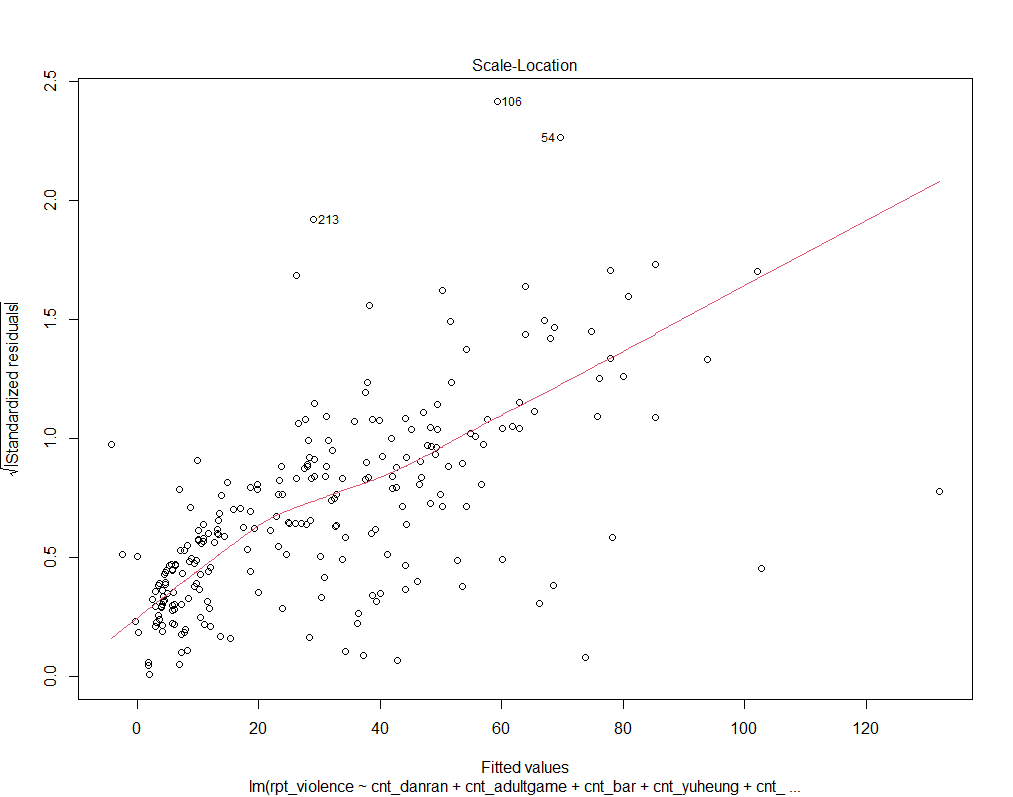 Scale-Location
2.5
2.0
1.5
1.0
0.5
0.0
√|Standardized residuals|
106
54
213
0 20 40 60 80 100 120
Fitted values
lm(rpt_violence ~ cnt_danran + cnt_adultgame + cnt_bar + cnt_yuheung + cnt_ ...